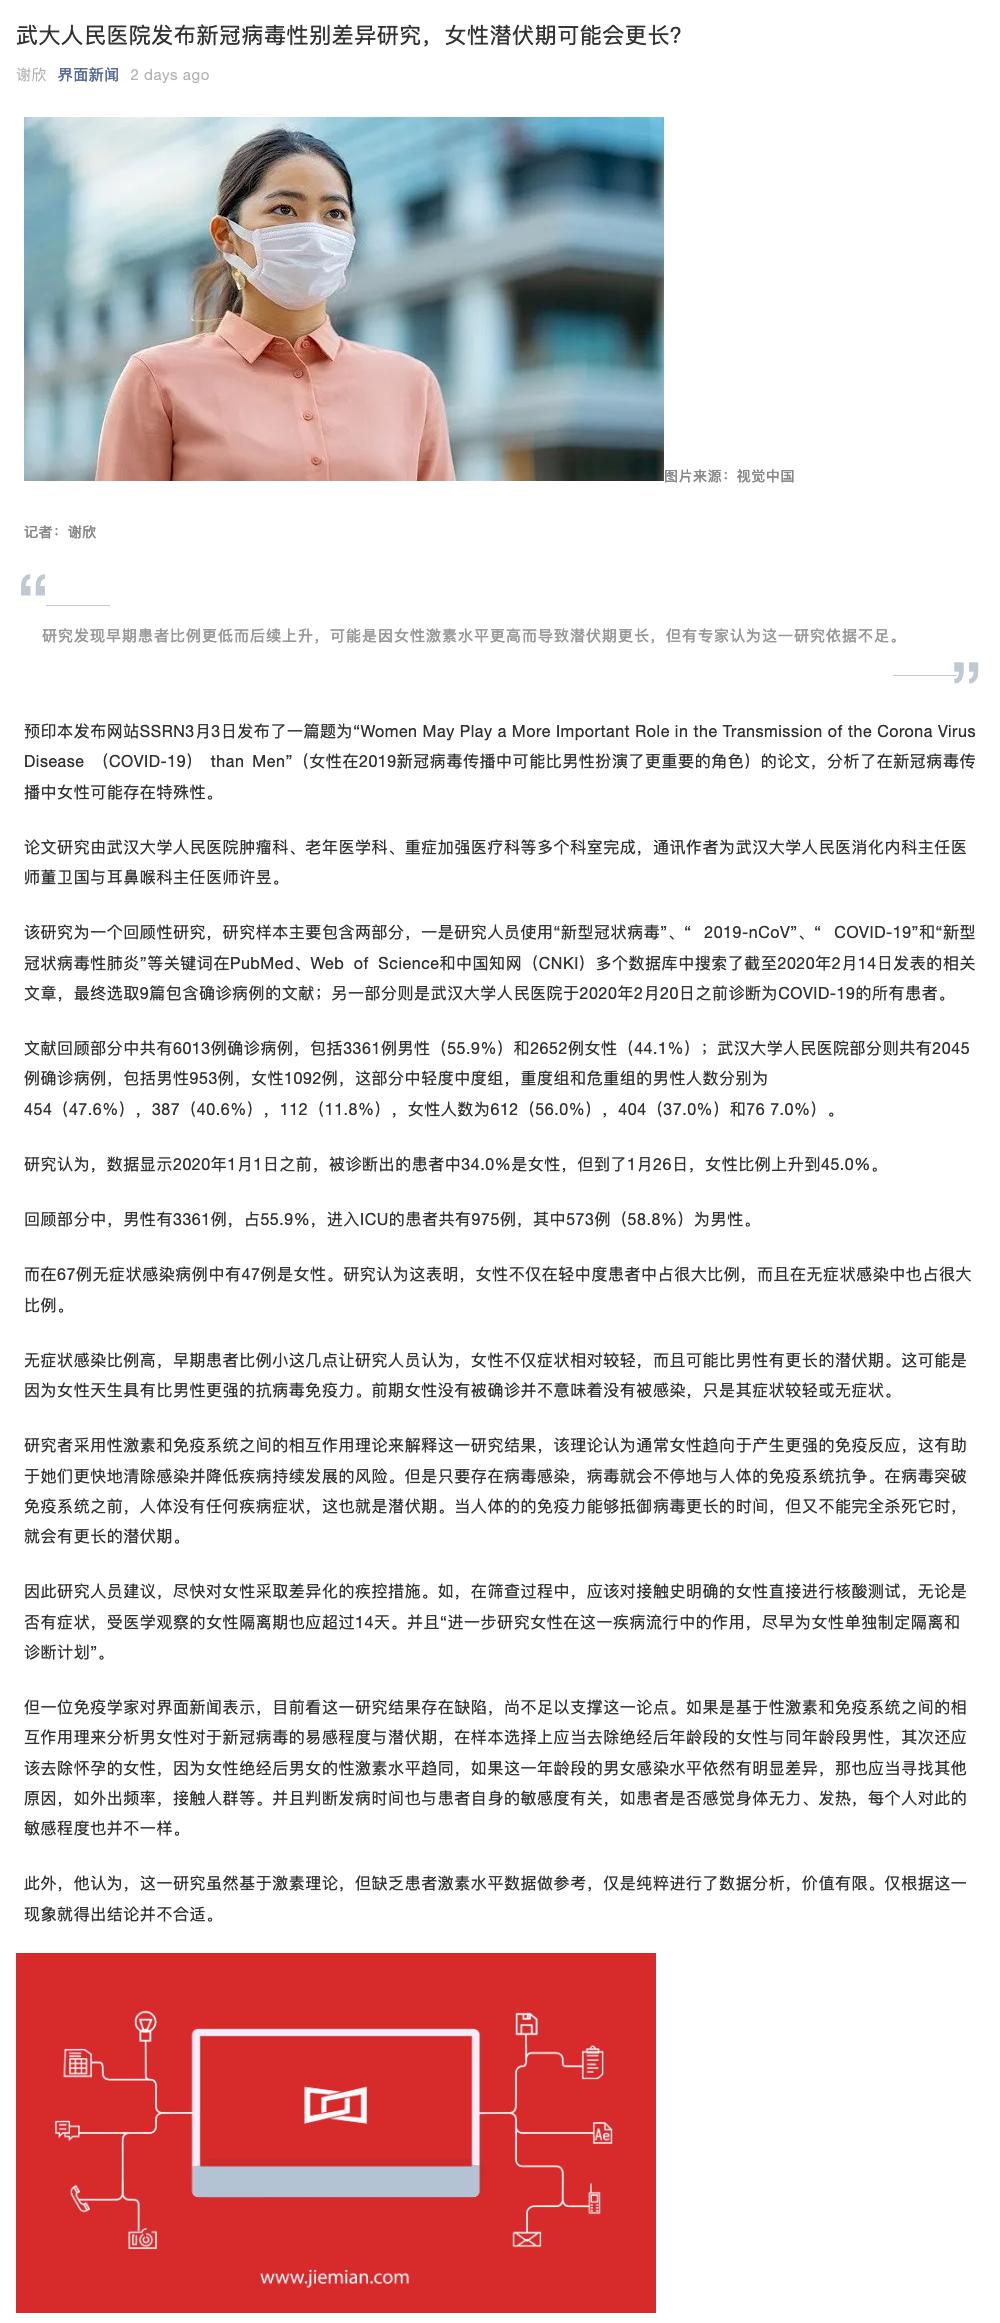 武大人民医院发布新冠病毒性别差异研究，女性潜伏期可能会更长？
谢欣 界面新闻 2 days ago
图片来源：视觉中国
记者：谢欣
“
研究发现早期患者比例更低而后续上升，可能是因女性激素水平更高而导致潜伏期更长，但有专家认为这一研究依据不足。
”
预印本发布网站SSRN3月3日发布了一篇题为“Women May Play a More Important Role in the Transmission of the Corona Virus
Disease （COVID-19） than Men”（女性在2019新冠病毒传播中可能比男性扮演了更重要的角色）的论文，分析了在新冠病毒传
播中女性可能存在特殊性。
论文研究由武汉大学人民医院肿瘤科、老年医学科、重症加强医疗科等多个科室完成，通讯作者为武汉大学人民医消化内科主任医
师董卫国与耳鼻喉科主任医师许昱。
该研究为一个回顾性研究，研究样本主要包含两部分，一是研究人员使用“新型冠状病毒”、“ 2019-nCoV”、“ COVID-19”和“新型
冠状病毒性肺炎”等关键词在PubMed、Web of Science和中国知网（CNKI）多个数据库中搜索了截至2020年2月14日发表的相关
文章，最终选取9篇包含确诊病例的文献；另一部分则是武汉大学人民医院于2020年2月20日之前诊断为COVID-19的所有患者。
文献回顾部分中共有6013例确诊病例，包括3361例男性（55.9%）和2652例女性（44.1%）；武汉大学人民医院部分则共有2045
例确诊病例，包括男性953例，女性1092例，这部分中轻度中度组，重度组和危重组的男性人数分别为
454（47.6%），387（40.6%），112（11.8%），女性人数为612（56.0%），404（37.0%）和76 7.0%）。
研究认为，数据显示2020年1月1日之前，被诊断出的患者中34.0%是女性，但到了1月26日，女性比例上升到45.0%。
回顾部分中，男性有3361例，占55.9%，进入ICU的患者共有975例，其中573例（58.8%）为男性。
而在67例无症状感染病例中有47例是女性。研究认为这表明，女性不仅在轻中度患者中占很大比例，而且在无症状感染中也占很大
比例。
无症状感染比例高，早期患者比例小这几点让研究人员认为，女性不仅症状相对较轻，而且可能比男性有更长的潜伏期。这可能是
因为女性天生具有比男性更强的抗病毒免疫力。前期女性没有被确诊并不意味着没有被感染，只是其症状较轻或无症状。
研究者采用性激素和免疫系统之间的相互作用理论来解释这一研究结果，该理论认为通常女性趋向于产生更强的免疫反应，这有助
于她们更快地清除感染并降低疾病持续发展的风险。但是只要存在病毒感染，病毒就会不停地与人体的免疫系统抗争。在病毒突破
免疫系统之前，人体没有任何疾病症状，这也就是潜伏期。当人体的的免疫力能够抵御病毒更长的时间，但又不能完全杀死它时，
就会有更长的潜伏期。
因此研究人员建议，尽快对女性采取差异化的疾控措施。如，在筛查过程中，应该对接触史明确的女性直接进行核酸测试，无论是
否有症状，受医学观察的女性隔离期也应超过14天。并且“进一步研究女性在这一疾病流行中的作用，尽早为女性单独制定隔离和
诊断计划”。
但一位免疫学家对界面新闻表示，目前看这一研究结果存在缺陷，尚不足以支撑这一论点。如果是基于性激素和免疫系统之间的相
互作用理来分析男女性对于新冠病毒的易感程度与潜伏期，在样本选择上应当去除绝经后年龄段的女性与同年龄段男性，其次还应
该去除怀孕的女性，因为女性绝经后男女的性激素水平趋同，如果这一年龄段的男女感染水平依然有明显差异，那也应当寻找其他
原因，如外出频率，接触人群等。并且判断发病时间也与患者自身的敏感度有关，如患者是否感觉身体无力、发热，每个人对此的
敏感程度也并不一样。
此外，他认为，这一研究虽然基于激素理论，但缺乏患者激素水平数据做参考，仅是纯粹进行了数据分析，价值有限。仅根据这一
现象就得出结论并不合适。
Ae
www.jiemian.com